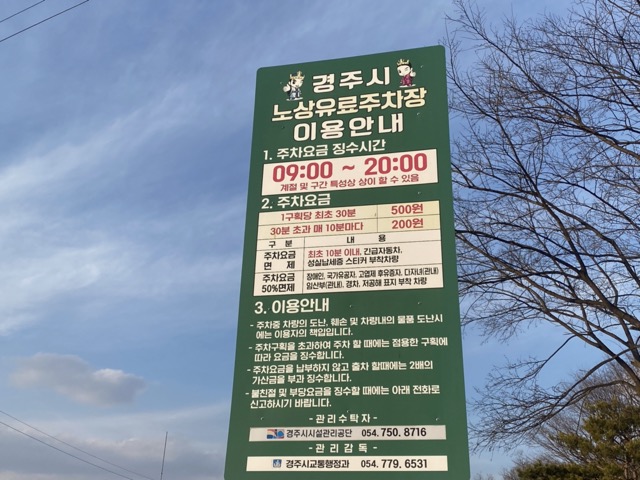 경주시
노상유료주차장
이용안내
1. 주차요금 징수시간
09:00 ~ 20:00
계절 및 구간 특성상 상이 할 수 있음
2. 주차요금
1구획당 최초 30분 500원
30분 초과 매 10분마다 200원
구 분 내 용
주차요금 면 제 최초 10분 이내, 긴급자동차,
성실납세증 스티커 부착차량
주차요금 50%면제 장애인, 국가유공자, 고엽제 후유증자, 다자녀(관내)
임산부(관내), 경차, 저공해 표지 부착 차량
3. 이용안내
- 주차중 차량의 도난, 훼손 및 차량내의 물품 도난시
에는 이용자의 책임입니다.
- 주차구획을 초과하여 주차 할 때에는 점용한 구획에
따라 요금을 징수합니다.
- 주차요금을 납부하지 않고 출차 할때에는 2배의
가산금을 부과 징수합니다.
- 불친절 및 부당요금을 징수할 때에는 아래 전화로
신고하시기 바랍니다.
- 관 리 수 탁 자 -
경주시시설관리공단 054. 750. 8716
- 관 리 감 독 -
경주시교통행정과 054. 779. 6531